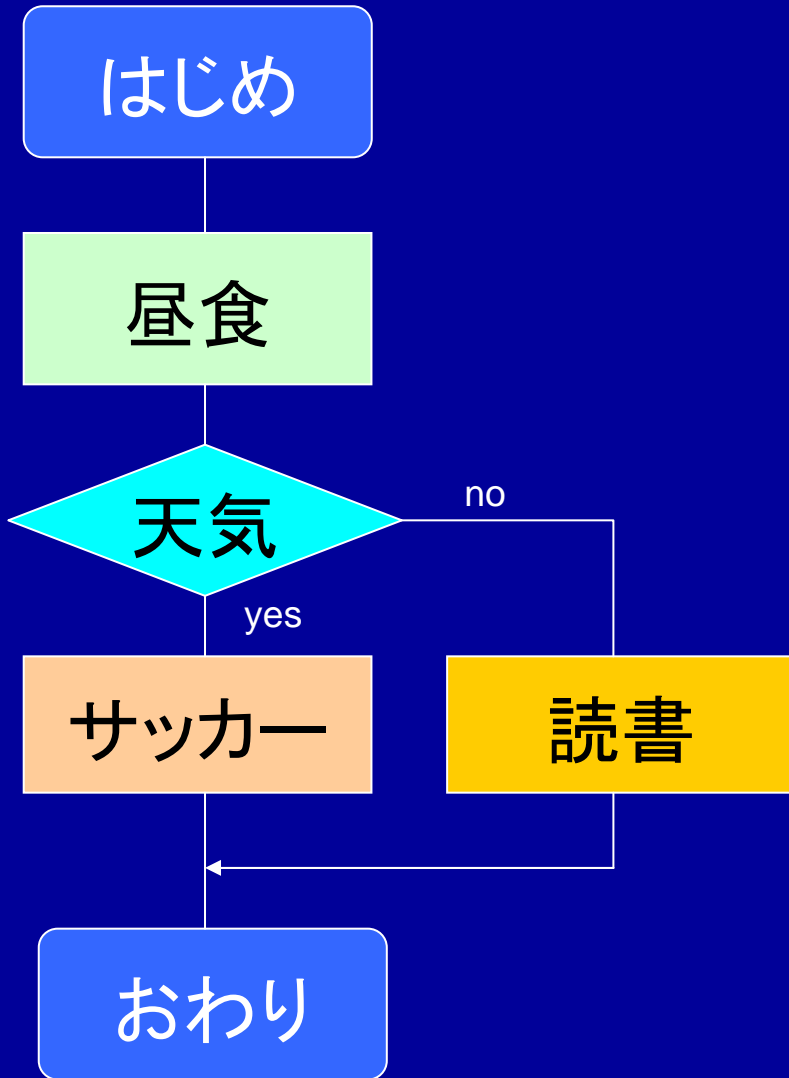 はじめ
昼食
天気
no
yes
サッカー
読書
おわり